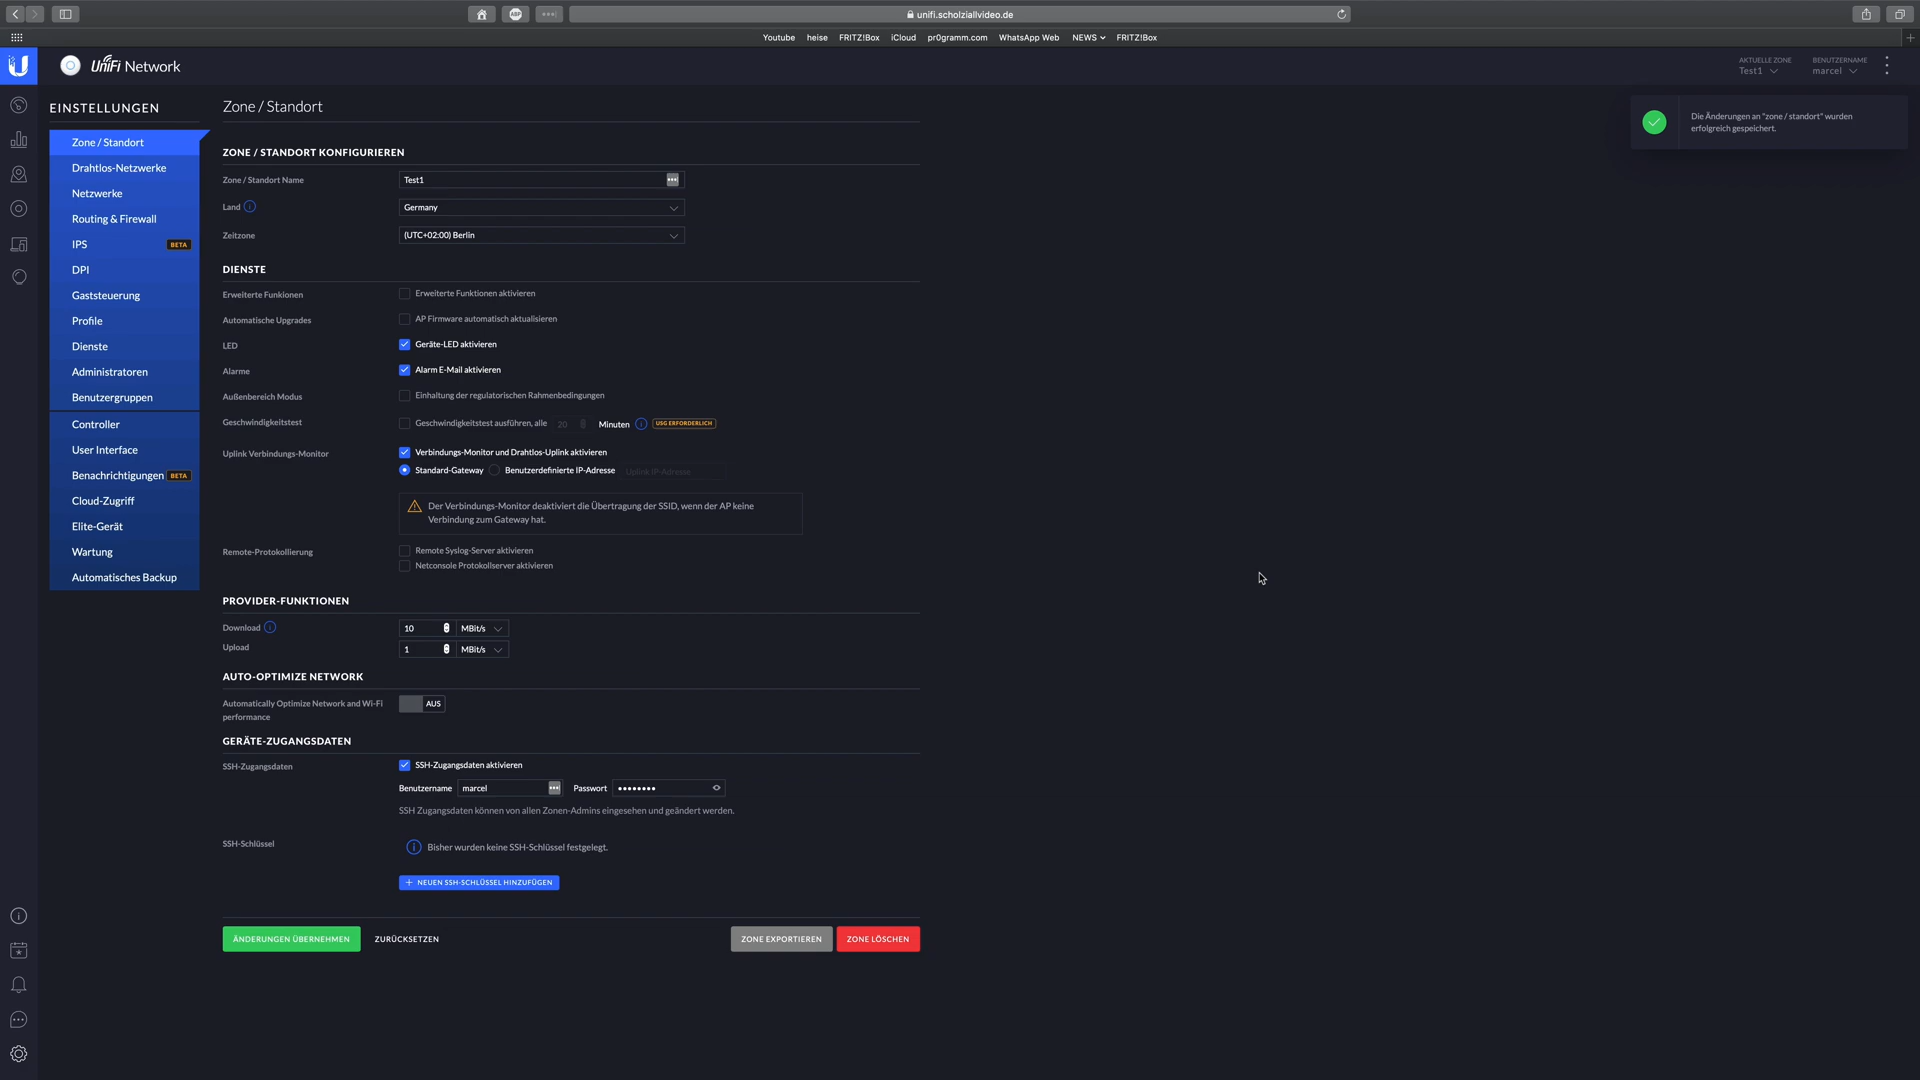 unifi.scholziallvideo.de
Youtube heise FRITZ!Box iCloud pr0gramm.com WhatsApp Web NEWS FRITZ!Box
UniFi Network
AKTUELLE ZONE
Test1
BENUTZERNAME
marcel
Die Änderungen an "zone / standort" wurden
erfolgreich gespeichert.
EINSTELLUNGEN
Zone / Standort
Drahtlos-Netzwerke
Netzwerke
Routing & Firewall
IPS BETA
DPI
Gaststeuerung
Profile
Dienste
Administratoren
Benutzergruppen
Controller
User Interface
Benachrichtigungen BETA
Cloud-Zugriff
Elite-Gerät
Wartung
Automatisches Backup
Zone / Standort
ZONE / STANDORT KONFIGURIEREN
Zone / Standort Name Test1
Land Germany
Zeitzone (UTC+02:00) Berlin
DIENSTE
Erweiterte Funktionen Erweiterte Funktionen aktivieren
Automatische Upgrades AP Firmware automatisch aktualisieren
LED Geräte-LED aktivieren
Alarme Alarm E-Mail aktivieren
Außenbereich Modus Einhaltung der regulatorischen Rahmenbedingungen
Geschwindigkeitstest Geschwindigkeitstest ausführen, alle 20 Minuten USG ERFORDERLICH
Uplink Verbindungs-Monitor Verbindungs-Monitor und Drahtlos-Uplink aktivieren
Standard-Gateway Benutzerdefinierte IP-Adresse Uplink IP-Adresse
Der Verbindungs-Monitor deaktiviert die Übertragung der SSID, wenn der AP keine
Verbindung zum Gateway hat.
Remote-Protokollierung Remote Syslog-Server aktivieren
Netconsole Protokollserver aktivieren
PROVIDER-FUNKTIONEN
Download 10 MBit/s
Upload 1 MBit/s
AUTO-OPTIMIZE NETWORK
Automatically Optimize Network and Wi-Fi
performance
AUS
GERÄTE-ZUGANGSDATEN
SSH-Zugangsdaten SSH-Zugangsdaten aktivieren
Benutzername marcel Passwort ••••••••
SSH Zugangsdaten können von allen Zonen-Admins eingesehen und geändert werden.
SSH-Schlüssel Bisher wurden keine SSH-Schlüssel festgelegt.
+ NEUEN SSH-SCHLÜSSEL HINZUFÜGEN
ÄNDERUNGEN ÜBERNEHMEN ZURÜCKSETZEN ZONE EXPORTIEREN ZONE LÖSCHEN